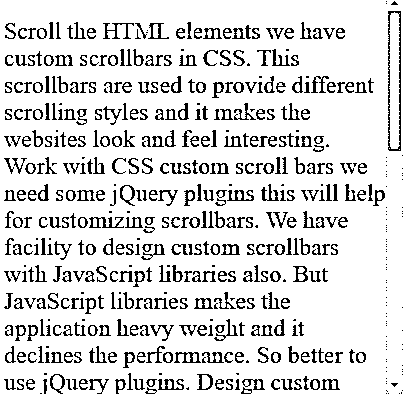 Scroll the HTML elements we have
custom scrollbars in CSS. This
scrollbars are used to provide different
scrolling styles and it makes the
websites look and feel interesting.
Work with CSS custom scroll bars we
need some jQuery plugins this will help
for customizing scrollbars. We have
facility to design custom scrollbars
with JavaScript libraries also. But
JavaScript libraries makes the
application heavy weight and it
declines the performance. So better to
use jQuery plugins. Design custom